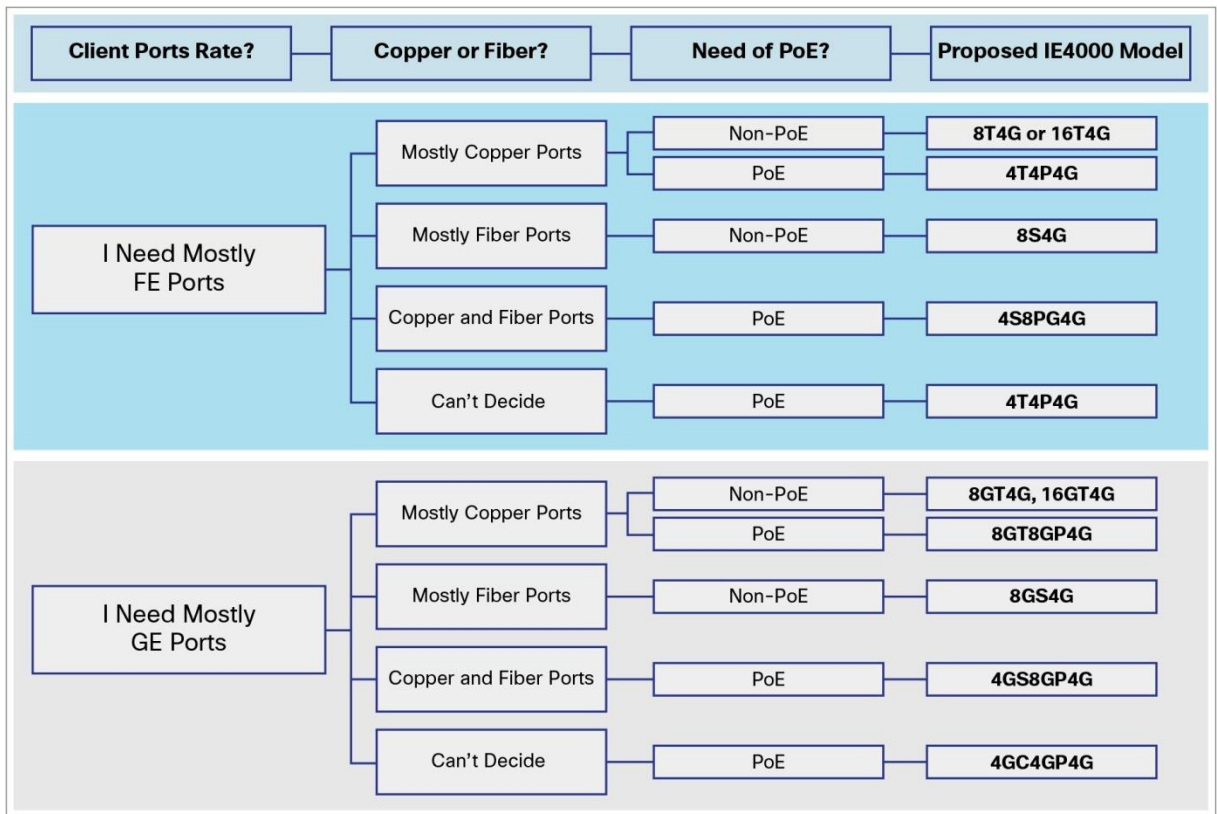 Client Ports Rate?
Copper or Fiber?
Need of PoE?
Proposed IE4000 Model
I Need Mostly
FE Ports
Mostly Copper Ports
Non-PoE
8T4G or 16T4G
PoE
4T4P4G
Mostly Fiber Ports
Non-PoE
8S4G
Copper and Fiber Ports
PoE
4S8PG4G
Can't Decide
PoE
4T4P4G
I Need Mostly
GE Ports
Mostly Copper Ports
Non-PoE
8GT4G, 16GT4G
PoE
8GT8GP4G
Mostly Fiber Ports
Non-PoE
8GS4G
Copper and Fiber Ports
PoE
4GS8GP4G
Can't Decide
PoE
4GC4GP4G